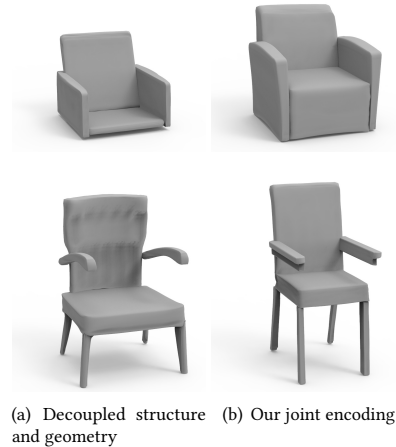 (a) Decoupled structure
and geometry
(b) Our joint encoding